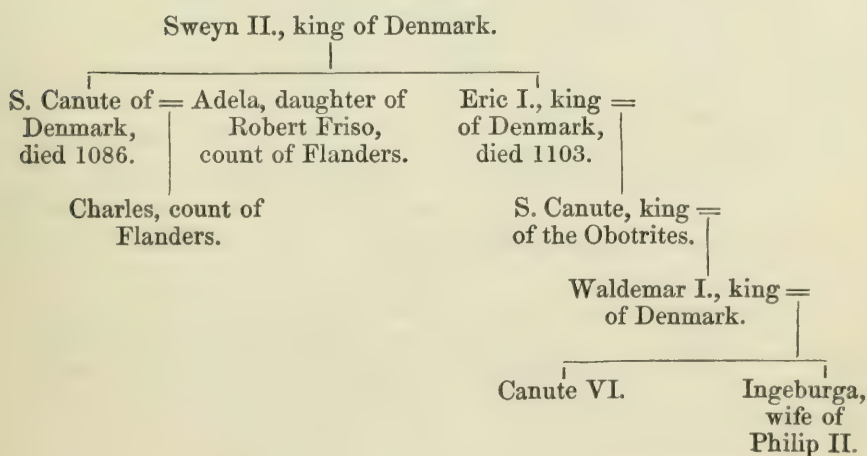 Sweyn II., king of Denmark.
S. Canute of = Adela, daughter of
Denmark,
died 1086.
Robert Friso,
count of Flanders.
Eric I., king =
of Denmark,
died 1103.
Charles, count of
Flanders.
S. Canute, king =
of the Obotrites.
Waldemar I., king =
of Denmark.
Canute VI.
Ingeburga,
wife of
Philip II.